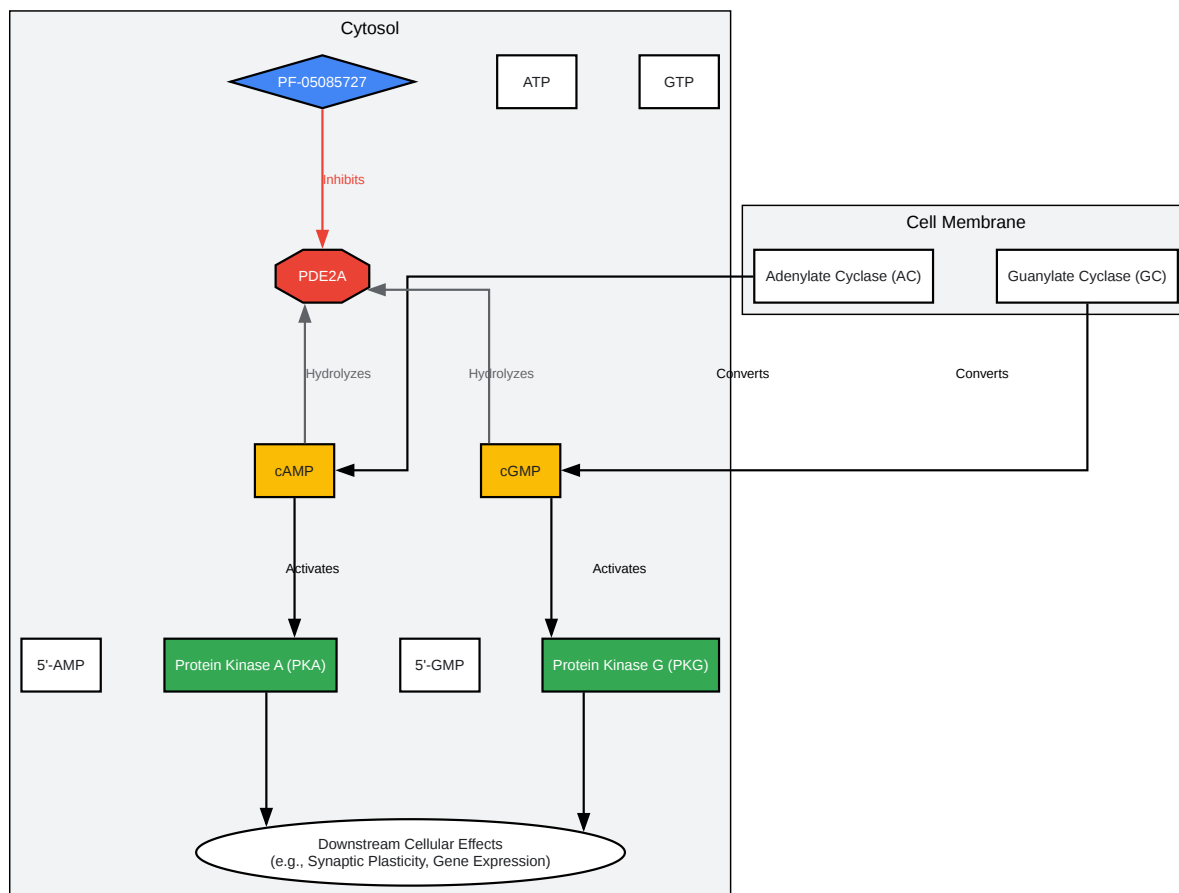 Cytosol
PF-05085727
ATP
GTP
Inhibits
Cell Membrane
PDE2A
Adenylate Cyclase (AC)
Guanylate Cyclase (GC)
Hydrolyzes
Hydrolyzes
Converts
Converts
cAMP
cGMP
Activates
Activates
5'-AMP
Protein Kinase A (PKA)
5'-GMP
Protein Kinase G (PKG)
Downstream Cellular Effects
(e.g., Synaptic Plasticity, Gene Expression)